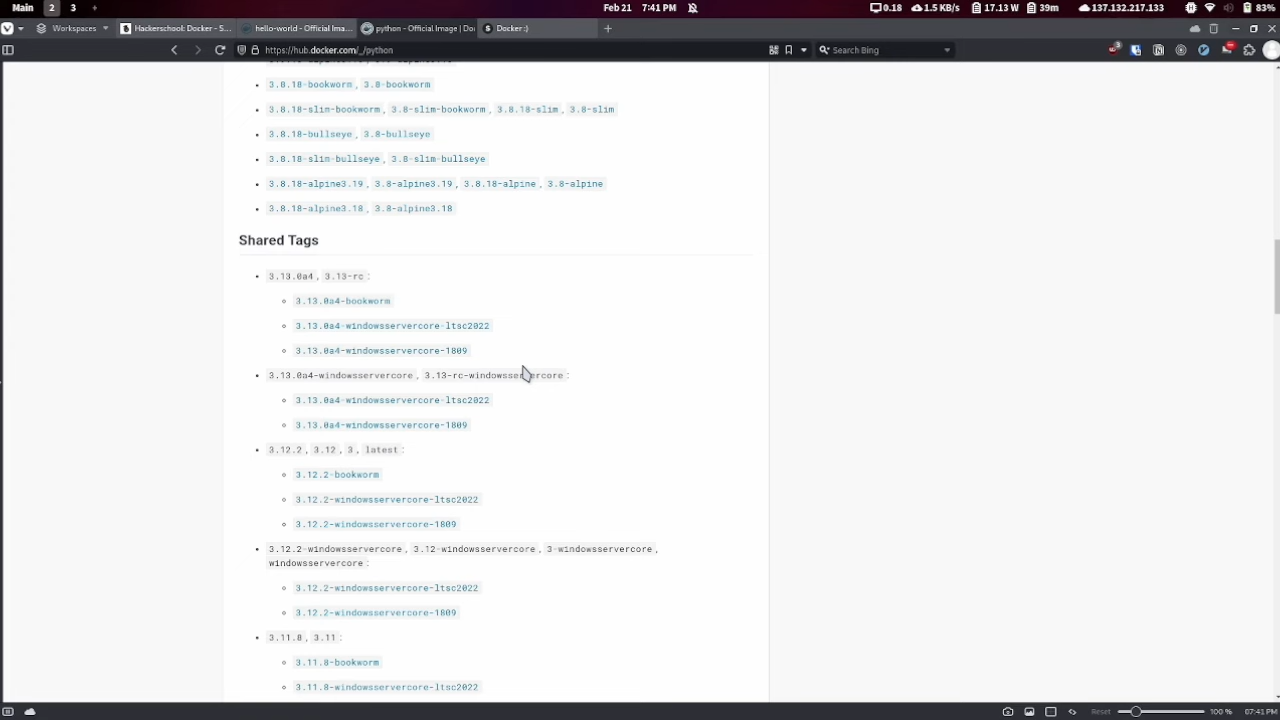 Main 2 3 + Feb 21 7:41 PM 0.18 1.5 KB/s 17.13 W 39m 137.132.217.133 83%
Workspaces Hackerschool: Docker - S... hello-world - Official Ima... python - Official Image | Do Docker :)
https://hub.docker.com/_/python Search Bing
3.8.18-bookworm, 3.8-bookworm
3.8.18-slim-bookworm, 3.8-slim-bookworm, 3.8.18-slim, 3.8-slim
3.8.18-bullseye, 3.8-bullseye
3.8.18-slim-bullseye, 3.8-slim-bullseye
3.8.18-alpine3.19, 3.8-alpine3.19, 3.8.18-alpine, 3.8-alpine
3.8.18-alpine3.18, 3.8-alpine3.18
Shared Tags
3.13.0a4, 3.13-rc:
3.13.0a4-bookworm
3.13.0a4-windowsservercore-ltsc2022
3.13.0a4-windowsservercore-1809
3.13.0a4-windowsservercore, 3.13-rc-windowsservercore:
3.13.0a4-windowsservercore-ltsc2022
3.13.0a4-windowsservercore-1809
3.12.2, 3.12, 3, latest:
3.12.2-bookworm
3.12.2-windowsservercore-ltsc2022
3.12.2-windowsservercore-1809
3.12.2-windowsservercore, 3.12-windowsservercore, 3-windowsservercore,
windowsservercore:
3.12.2-windowsservercore-ltsc2022
3.12.2-windowsservercore-1809
3.11.8, 3.11:
3.11.8-bookworm
3.11.8-windowsservercore-ltsc2022
Reset 100 % 07:41 PM